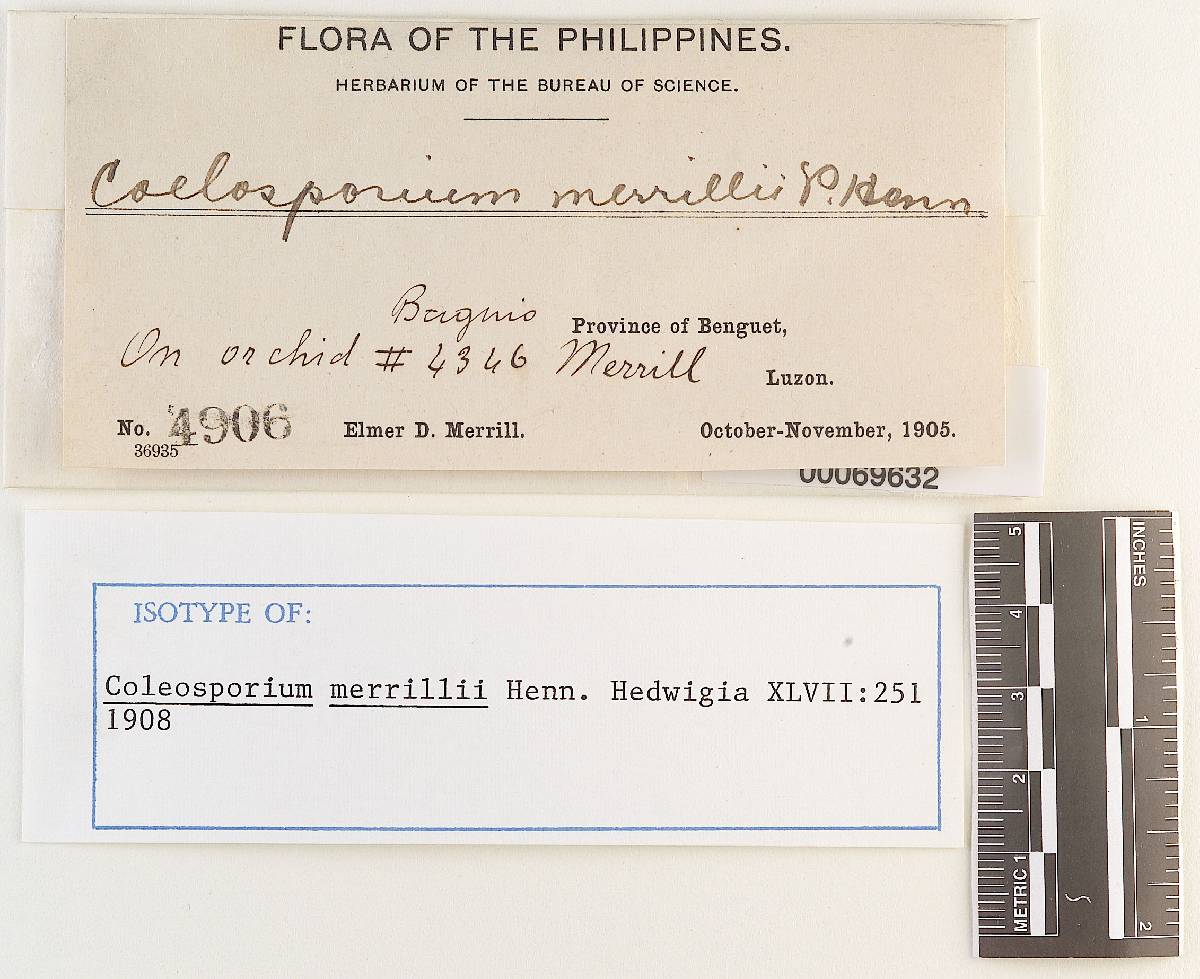 FLORA OF THE PHILIPPINES.
HERBARIUM OF THE BUREAU OF SCIENCE.
Coelosporium merrillii P. Henn
Baguio Province of Benguet,
On orchid # 4346 Merrill Luzon.
No. 4906 Elmer D. Merrill. October-November, 1905.
36935
00069632
ISOTYPE OF:
Coleosporium merrillii Henn. Hedwigia XLVII:251
1908
INCHES
1
2
5
4
3
2
METRIC 1